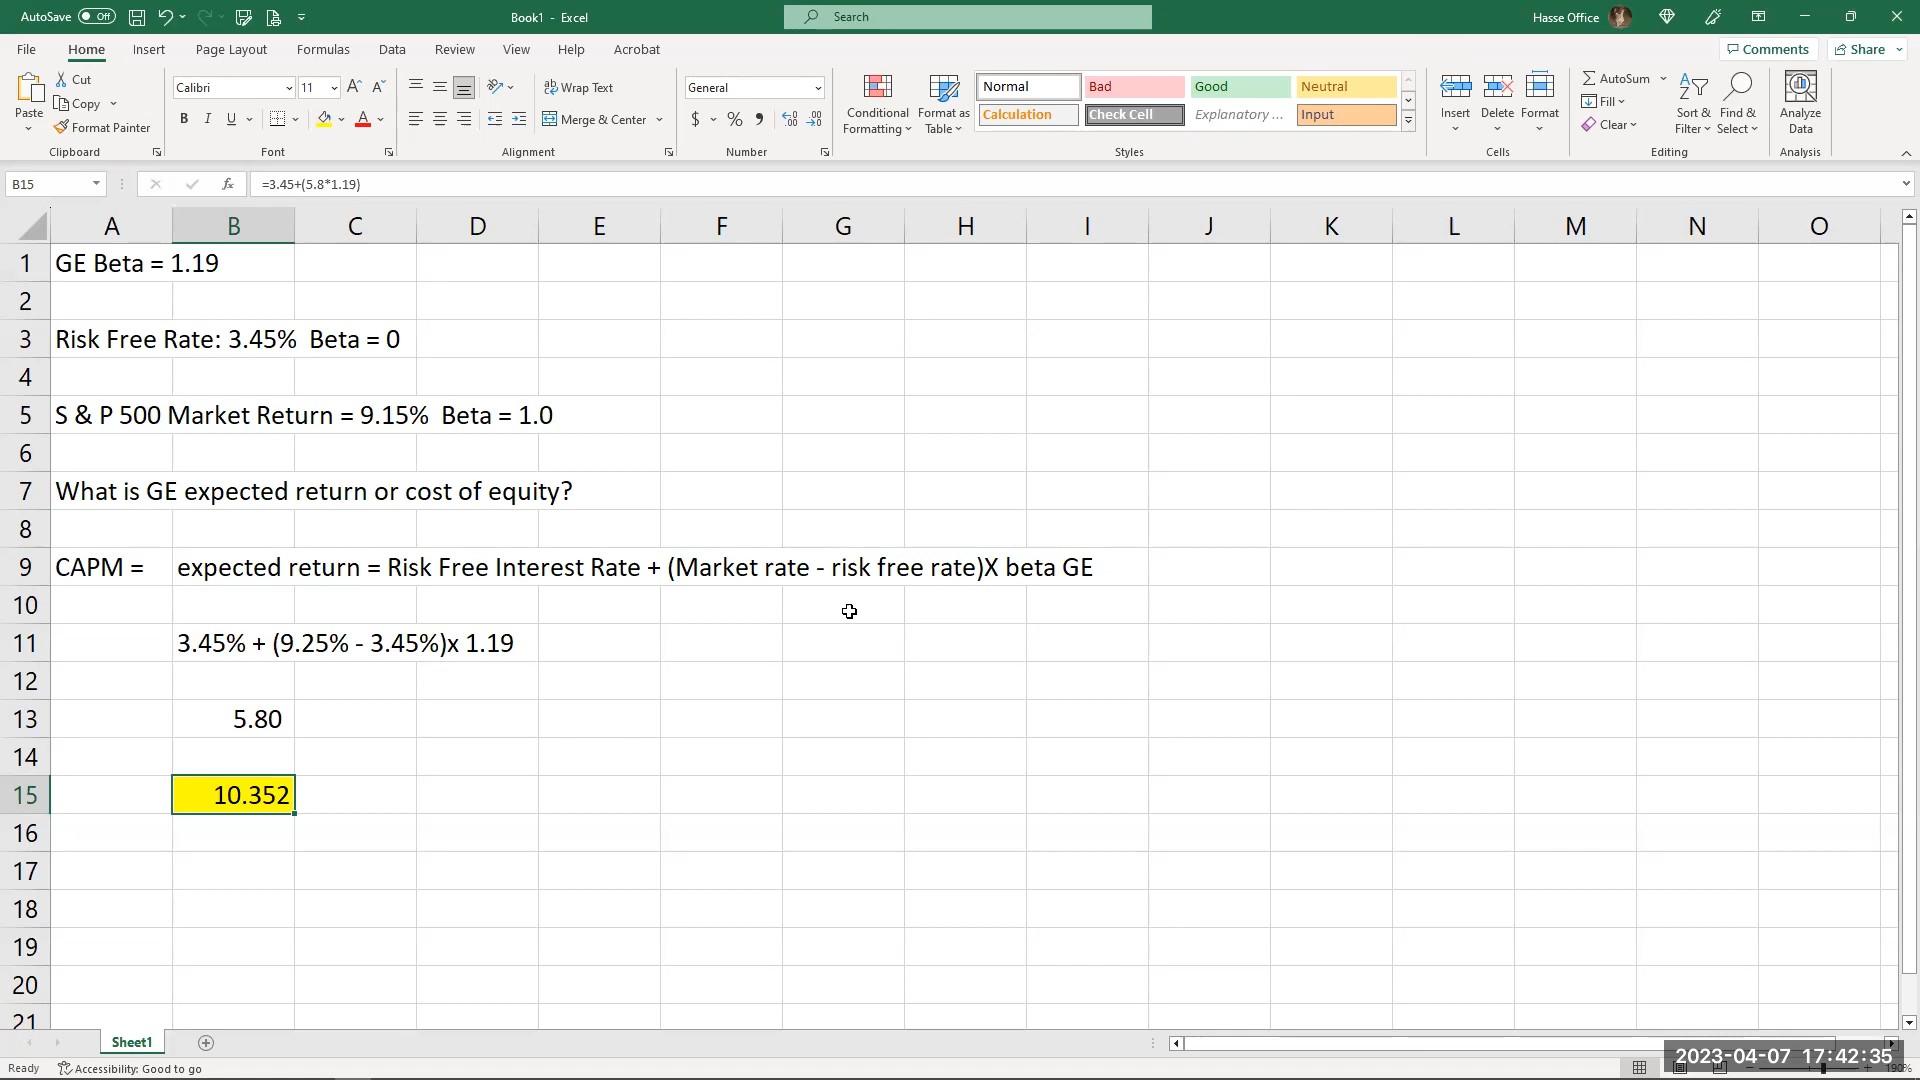 AutoSave Off Book1 - Excel Search Hasse Office
File Home Insert Page Layout Formulas Data Review View Help Acrobat Comments Share
Paste Cut Copy Format Painter Clipboard
Calibri 11 B I U Font
Wrap Text Merge & Center Alignment
General $ % Number
Conditional Formatting Format as Table
Normal Bad Good Neutral
Calculation Check Cell Explanatory ... Input
Styles
Insert Delete Format Cells
AutoSum Fill Clear Sort & Filter Find & Select Editing
Analyze Data Analysis
B15 fx =3.45+(5.8*1.19)
A B C D E F G H I J K L M N O
1 GE Beta = 1.19
2
3 Risk Free Rate: 3.45% Beta = 0
4
5 S & P 500 Market Return = 9.15% Beta = 1.0
6
7 What is GE expected return or cost of equity?
8
9 CAPM = expected return = Risk Free Interest Rate + (Market rate - risk free rate)X beta GE
10
11 3.45% + (9.25% - 3.45%)x 1.19
12
13 5.80
14
15 10.352
16
17
18
19
20
21
Sheet1
Ready Accessibility: Good to go 2023-04-07 17:42:35 190%